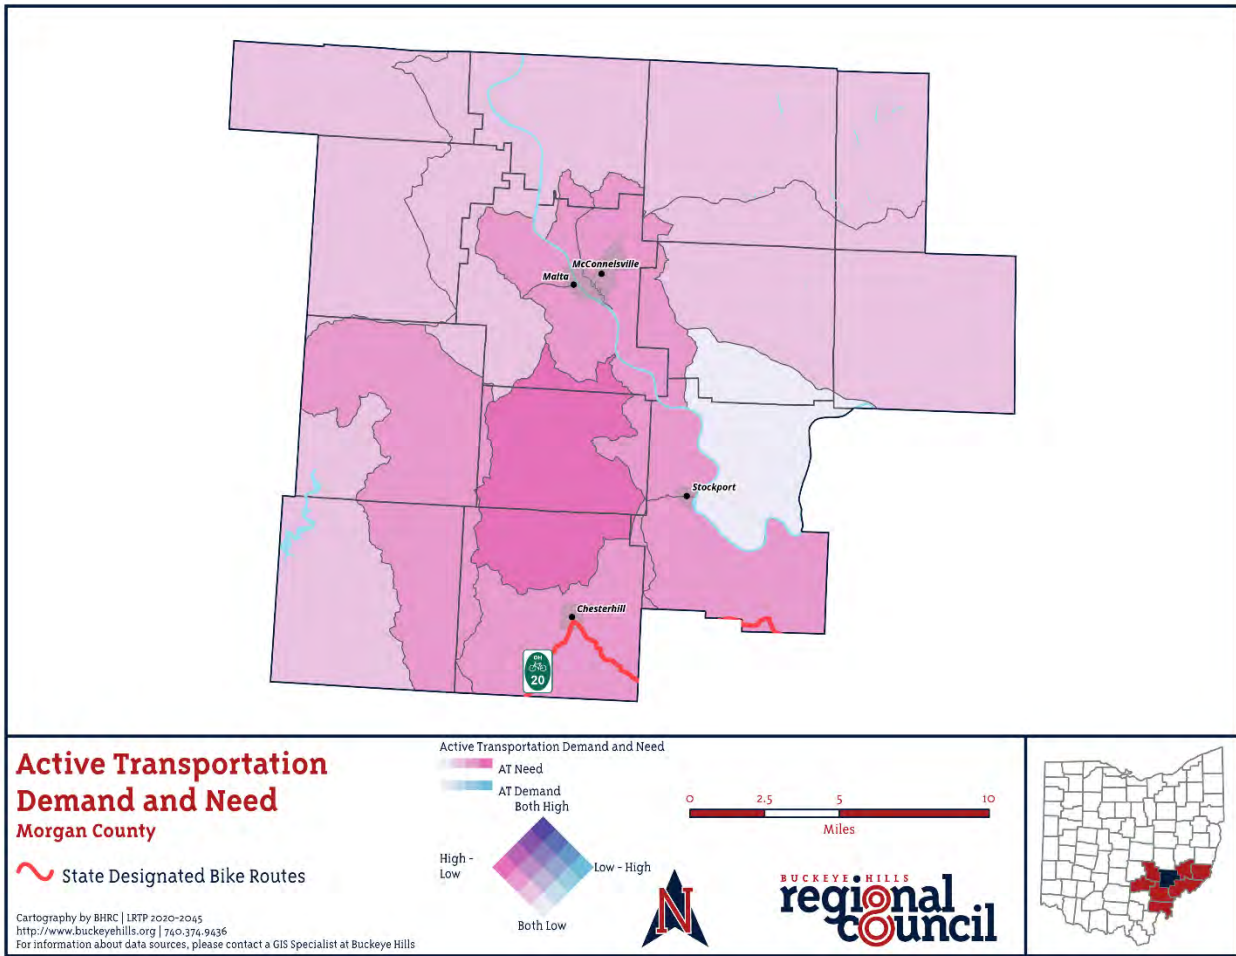 McConnelsville
Malta
Stockport
Chesterhill
OH
20
Active Transportation
Demand and Need
Morgan County
State Designated Bike Routes
Cartography by BHRC | LRTP 2020-2045
http://www.buckeyehills.org | 740.374.9436
For information about data sources, please contact a GIS Specialist at Buckeye Hills
Active Transportation Demand and Need
AT Need
AT Demand
Both High
High -
Low
Low - High
Both Low
0 2.5 5 10
Miles
N
BUCKEYE HILLS
regional
council